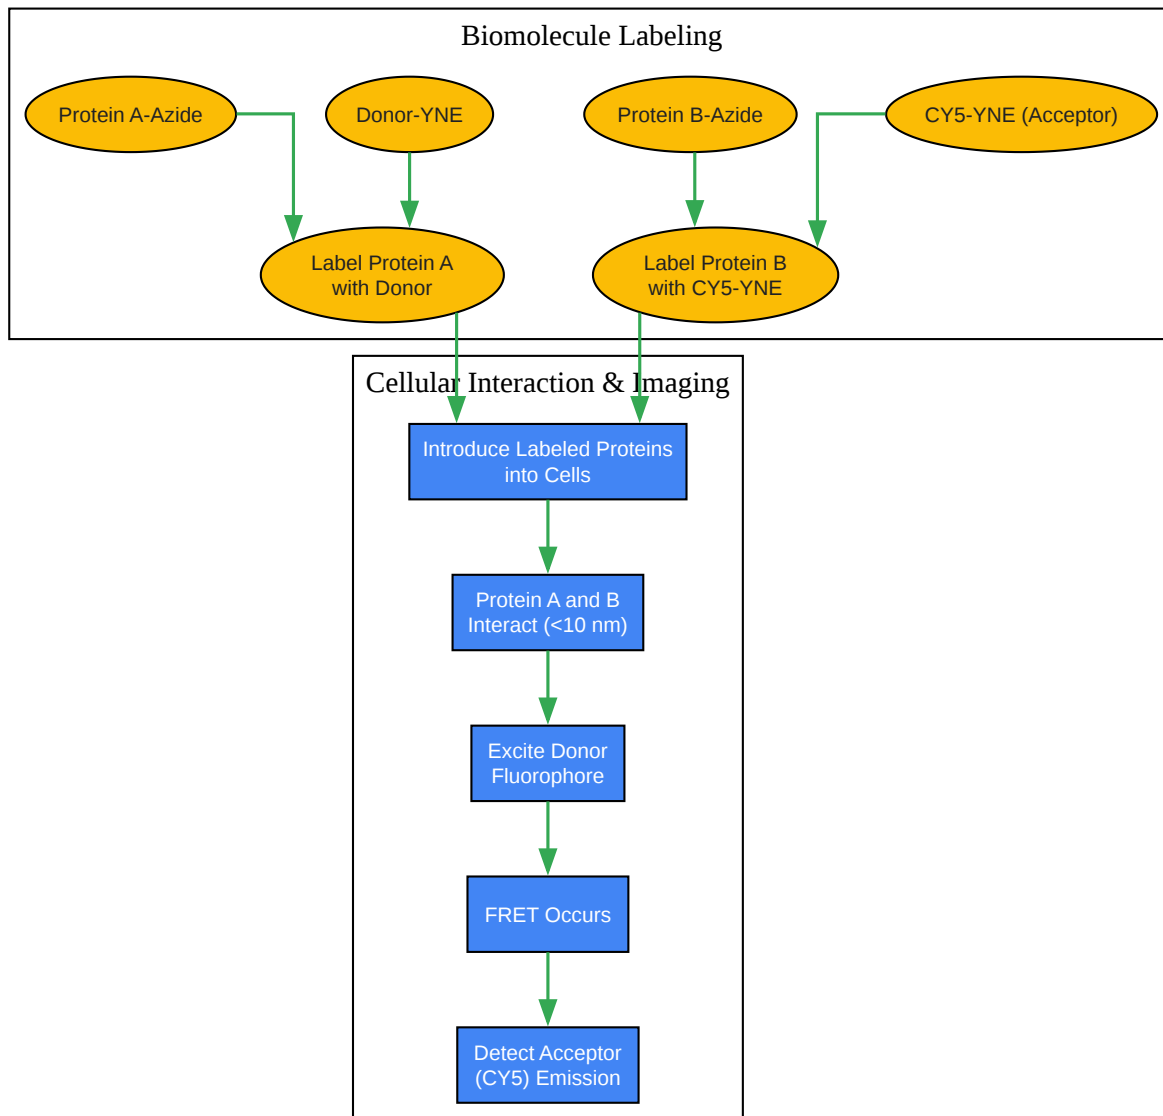 Biomolecule Labeling
Protein A-Azide
Donor-YNE
Protein B-Azide
CY5-YNE (Acceptor)
Label Protein A
with Donor
Label Protein B
with CY5-YNE
Cellular Interaction & Imaging
Introduce Labeled Proteins
into Cells
Protein A and B
Interact (<10 nm)
Excite Donor
Fluorophore
FRET Occurs
Detect Acceptor
(CY5) Emission